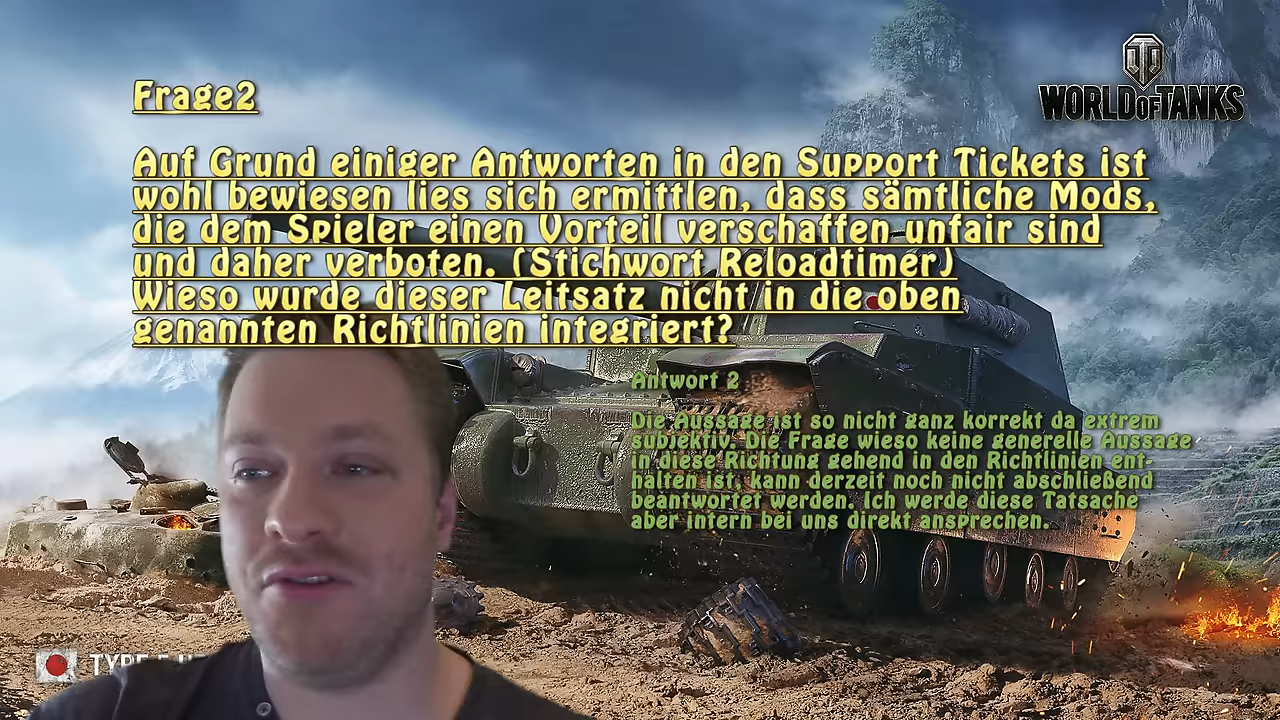 WORLD OF TANKS
Frage2
Auf Grund einiger Antworten in den Support Tickets ist
wohl bewiesen lies sich ermittlen, dass sämtliche Mods,
die dem Spieler einen Vorteil verschaffen unfair sind
und daher verboten. (Stichwort Reloadtimer)
Wieso wurde dieser Leitsatz nicht in die oben
genannten Richtlinien integriert?
Antwort 2
Die Aussage ist so nicht ganz korrekt da extrem
subjektiv. Die Frage wieso keine generelle Aussage
in diese Richtung gehend in den Richtlinien ent-
halten ist, kann derzeit noch nicht abschließend
beantwortet werden. Ich werde diese Tatsache
aber intern bei uns direkt ansprechen.
TYPE 5